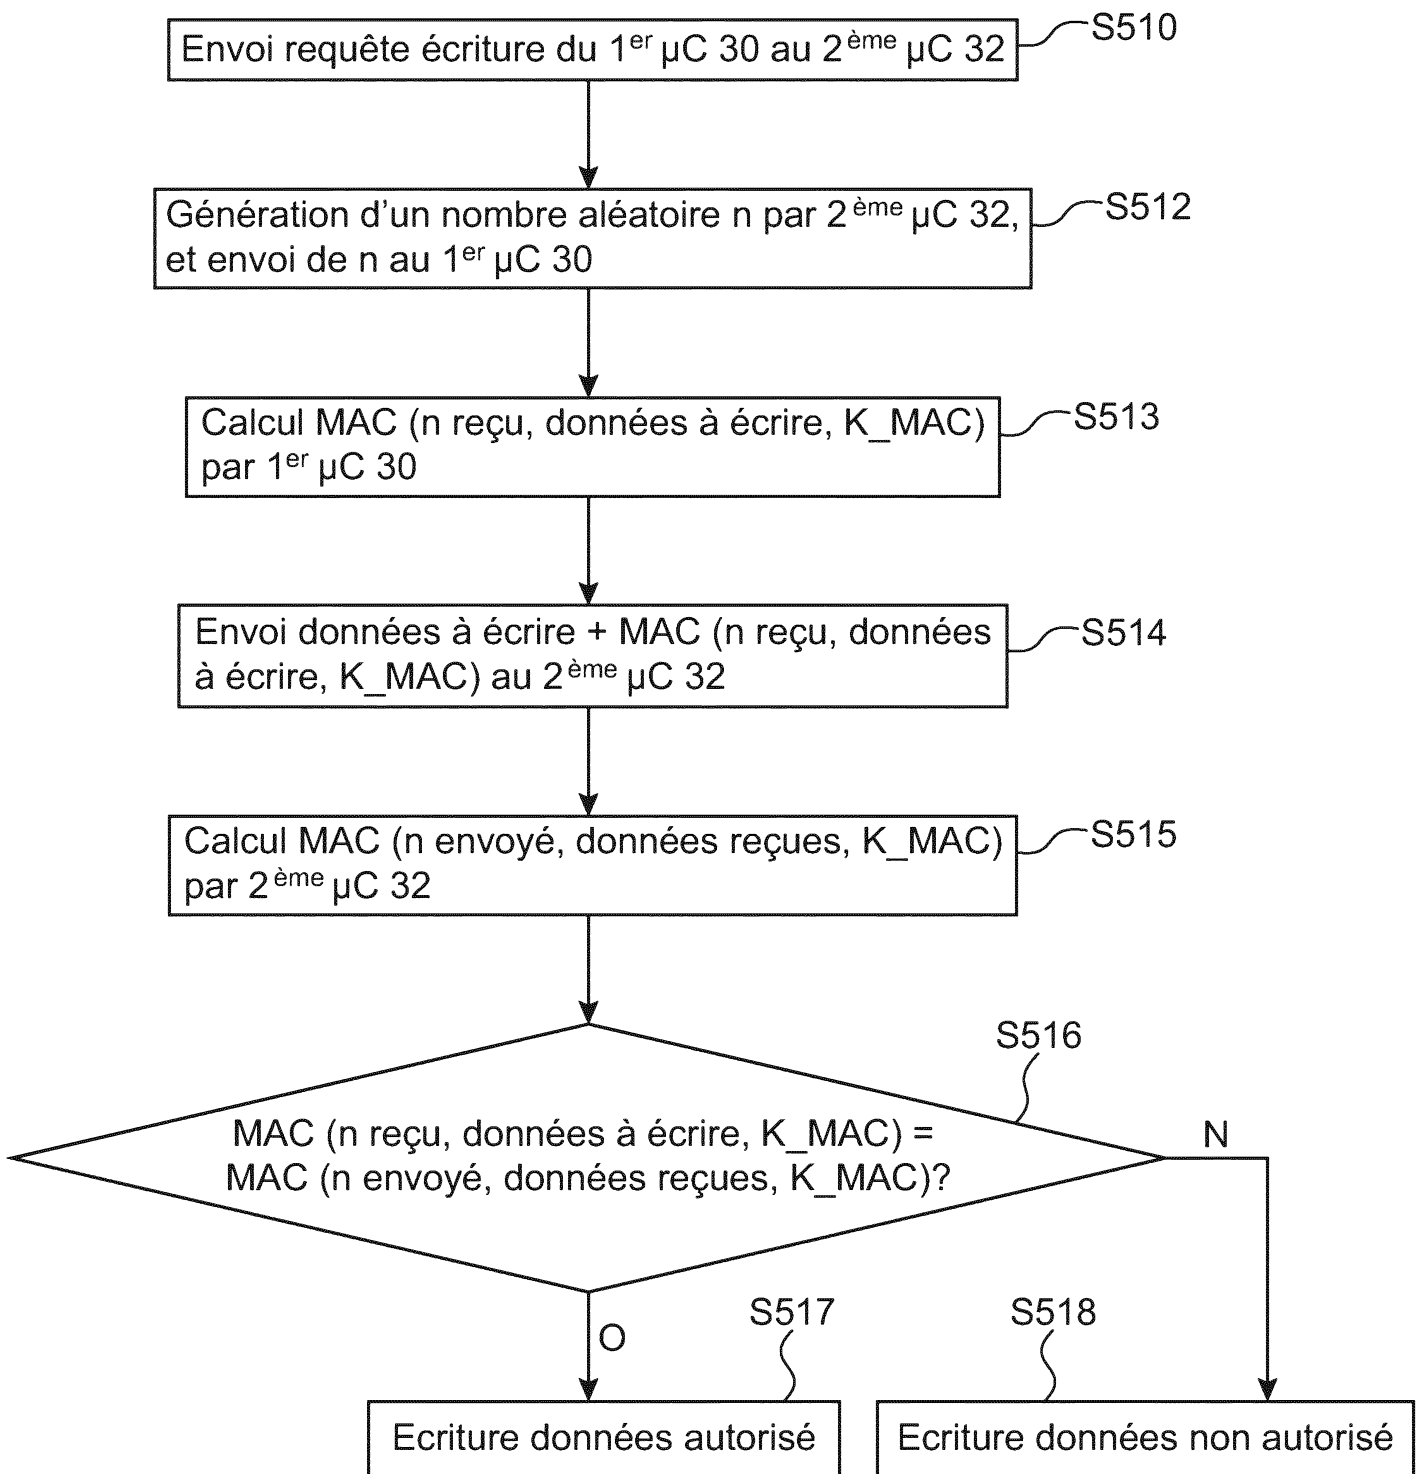 Envoi requête écriture du 1er µC 30 au 2ème µC 32
S510
Génération d'un nombre aléatoire n par 2ème µC 32,
et envoi de n au 1er µC 30
S512
Calcul MAC (n reçu, données à écrire, K_MAC)
par 1er µC 30
S513
Envoi données à écrire + MAC (n reçu, données
à écrire, K_MAC) au 2ème µC 32
S514
Calcul MAC (n envoyé, données reçues, K_MAC)
par 2ème µC 32
S515
S516
MAC (n reçu, données à écrire, K_MAC) =
MAC (n envoyé, données reçues, K_MAC)?
N
O
S517
S518
Ecriture données autorisé
Ecriture données non autorisé